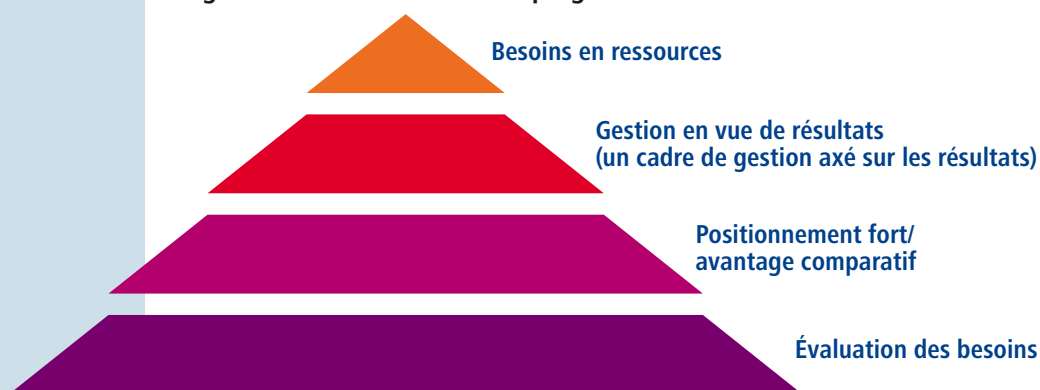 Besoins en ressources
Gestion en vue de résultats
(un cadre de gestion axé sur les résultats)
Positionnement fort/
avantage comparatif
Évaluation des besoins